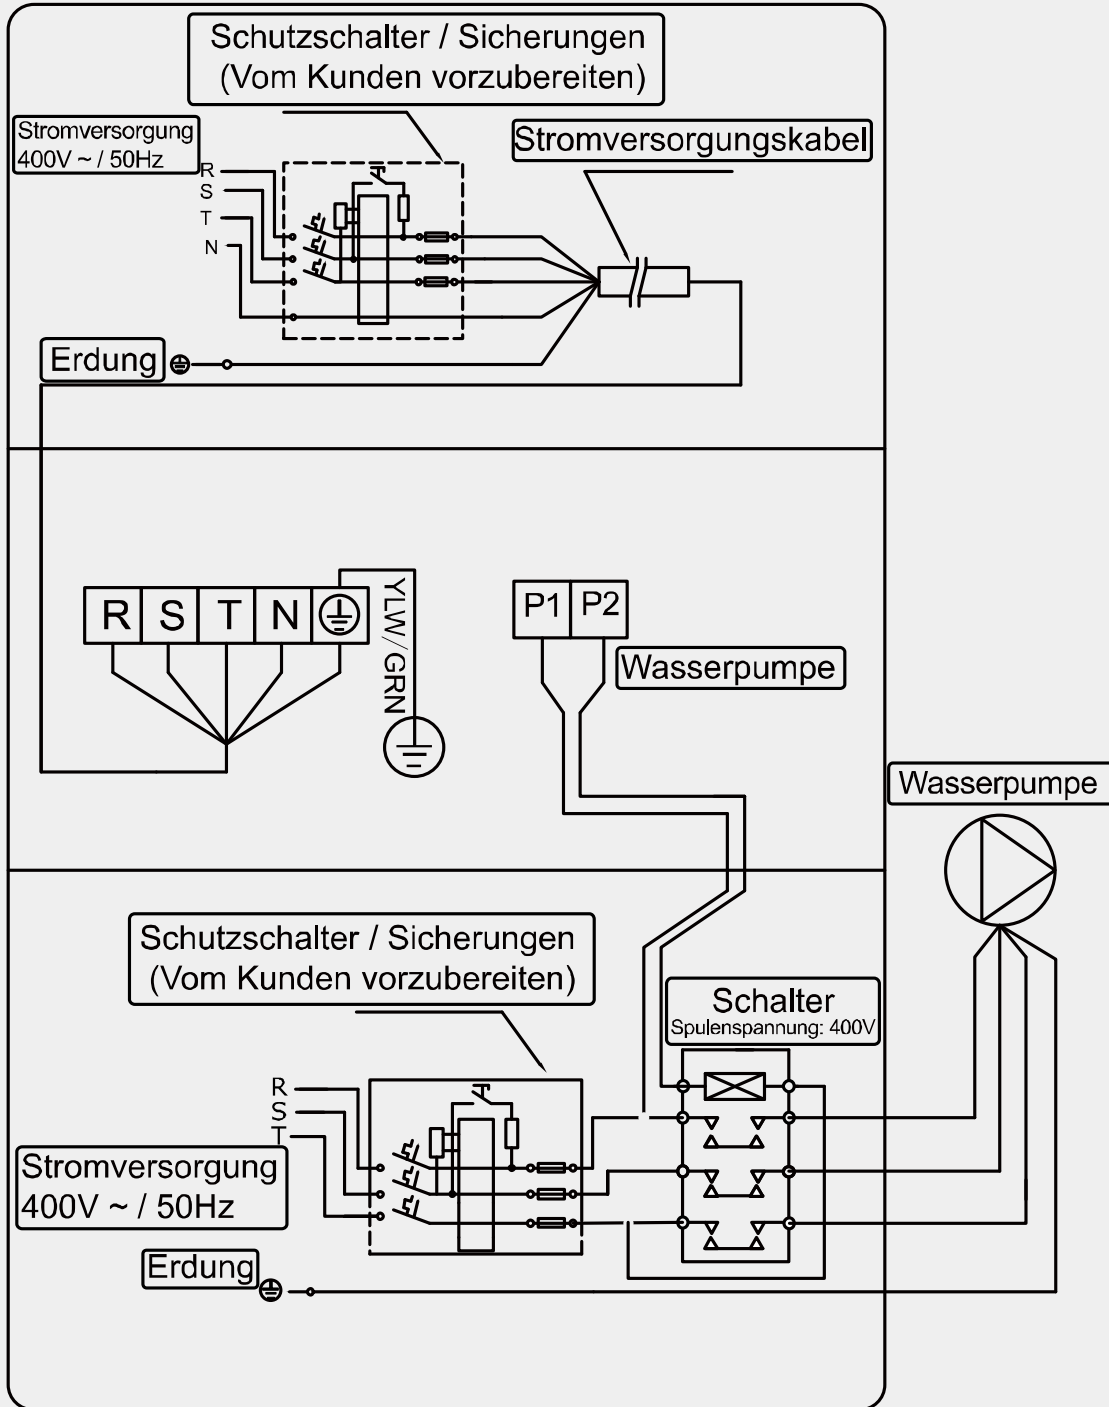 Schutzschalter / Sicherungen
(Vom Kunden vorzubereiten)
Stromversorgung
400V ~ / 50Hz
Stromversorgungskabel
R
S
T
N
Erdung
R S T N
YLW/GRN
P1 P2
Wasserpumpe
Wasserpumpe
Schutzschalter / Sicherungen
(Vom Kunden vorzubereiten)
Schalter
Spulenspannung: 400V
R
S
T
Stromversorgung
400V ~ / 50Hz
Erdung